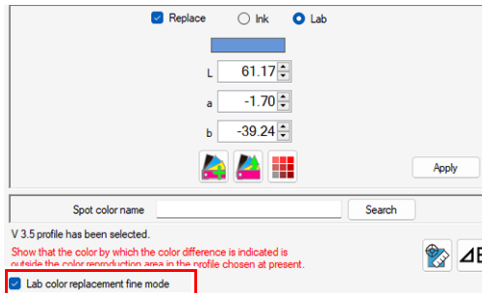 Replace Ink Lab
L 61.17
a -1.70
b -39.24
Apply
Spot color name Search
V 3.5 profile has been selected.
Show that the color by which the color difference is indicated is
outside the color reproduction area in the profile chosen at present.
Lab color replacement fine mode